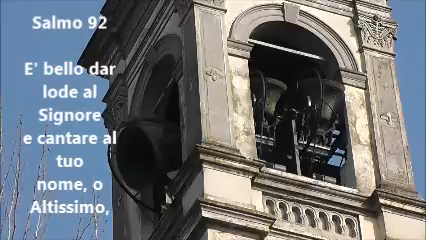 Salmo 92
E' bello dar
lode al
Signore
e cantare al
tuo
nome, o
Altissimo,